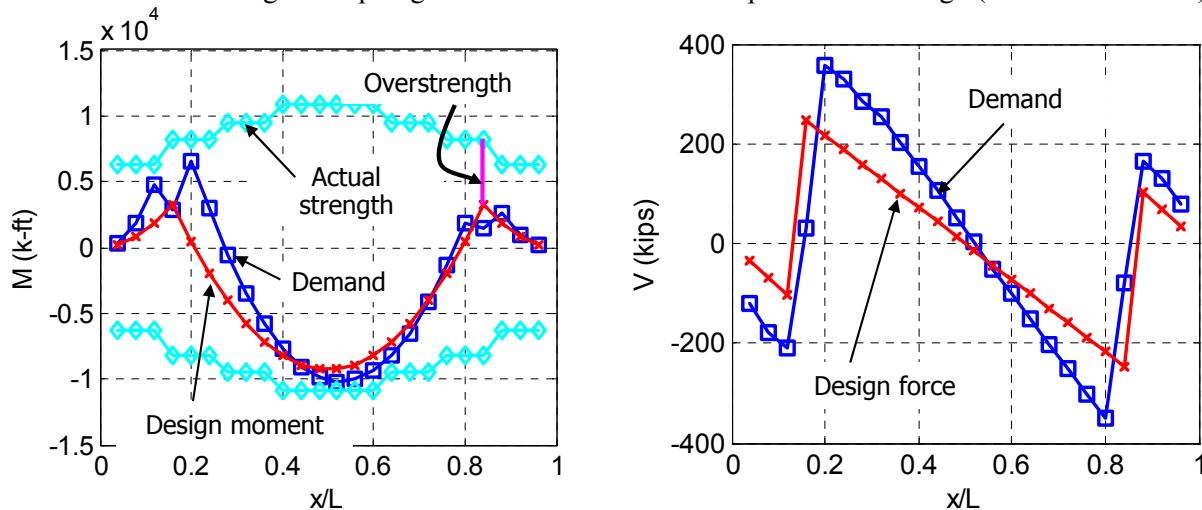 x 10^4
1.5
1
0.5
0
-0.5
-1
-1.5
M (k-ft)
Overstrength
Actual
strength
Demand
Design moment
0 0.2 0.4 0.6 0.8 1
x/L
400
200
0
-200
-400
V (kips)
Demand
Design force
0 0.2 0.4 0.6 0.8 1
x/L